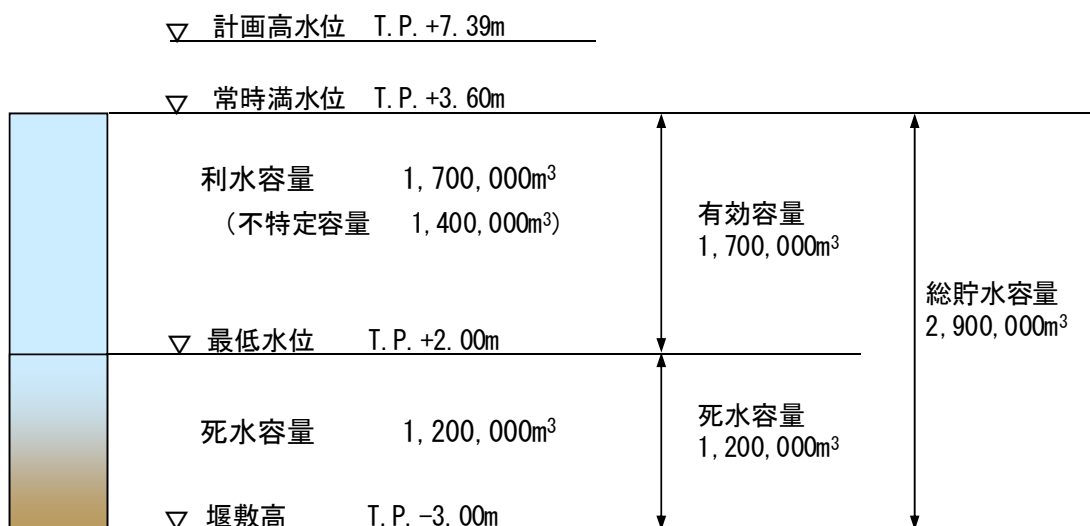 ▽ 計画高水位 T.P.+7.39m
▽ 常時満水位 T.P.+3.60m
利水容量 1,700,000m³
（不特定容量 1,400,000m³）
有効容量
1,700,000m³
総貯水容量
2,900,000m³
▽ 最低水位 T.P.+2.00m
死水容量 1,200,000m³
死水容量
1,200,000m³
▽ 堰敷高 T.P.-3.00m